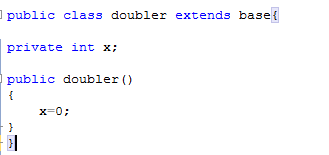 public class doubler extends base{
private int x;
public doubler()
{
x=0;
}
}